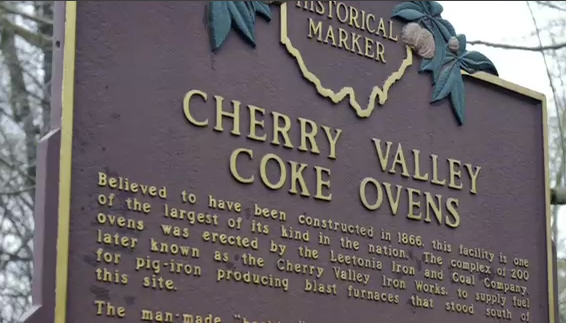 HISTORICAL
MARKER
CHERRY VALLEY
COKE OVENS
Believed to have been constructed in 1866, this facility is one
of the largest of its kind in the nation. The complex of 200
ovens was erected by the Leetonia Iron and Coal Company,
later known as the Cherry Valley Iron Works, to supply fuel
for pig-iron producing blast furnaces that stood south of
this site.
The man-made